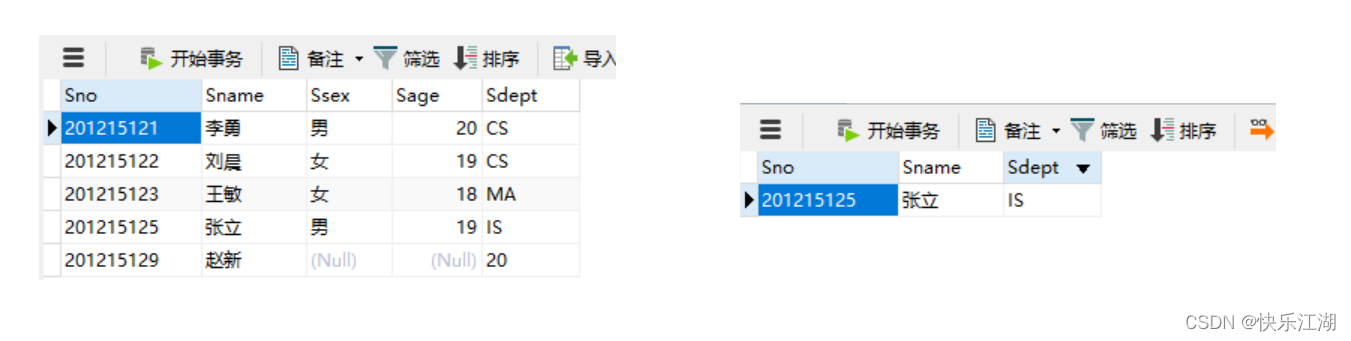 开始事务 备注 筛选 排序 导入
Sno Sname Ssex Sage Sdept
201215121 李勇 男 20 CS
201215122 刘晨 女 19 CS
201215123 王敏 女 18 MA
201215125 张立 男 19 IS
201215129 赵新 (Null) (Null) 20
开始事务 备注 筛选 排序
Sno Sname Sdept
201215125 张立 IS
CSDN @快乐江湖